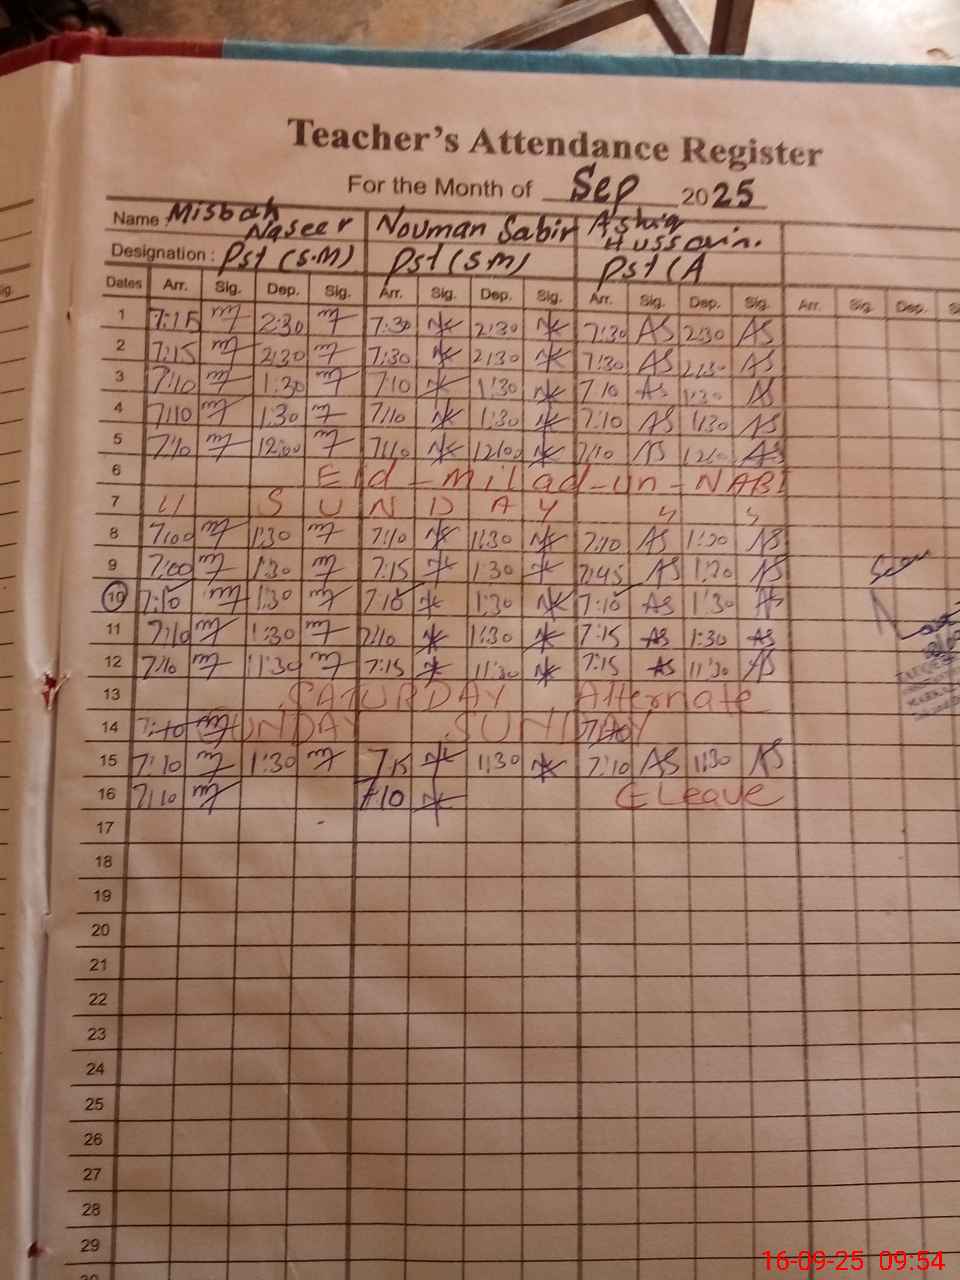 Teacher's Attendance Register
For the Month of Sep 2025
Name : Misbah Naseer Nouman Sabir Ashiq Hussain.
Designation : Pst (S.M) Pst (SM) Pst (A
Dates Arr. Sig. Dep. Sig. Arr. Sig. Dep. Sig. Arr. Sig. Dep. Sig. Arr. Sig. Dep.
1 7:15 2:30 7:30 2:30 7:30 AS 2:30 AS
2 7:15 2:30 7:30 2:30 7:30 AS 2:30 AS
3 7:10 1:30 7:10 1:30 7:10 AS 1:30 AS
4 7:10 1:30 7:10 1:30 7:10 AS 1:30 AS
5 7:10 12:00 7:10 12:00 7:10 AS AS
6 Eid - Milad-un-NABI
7 S U N D A Y
8 7:00 1:30 7:10 1:30 7:10 AS 1:30 AS
9 7:00 1:30 7:15 1:30 7:45 AS 1:30 AS
10 7:10 1:30 7:10 1:30 7:10 AS 1:30
11 7:10 1:30 7:10 1:30 7:15 AS 1:30 AS
12 7:10 11:30 7:15 11:30 7:15 AS 11:30 AS
13 SATURDAY Alternate
14 SUNDAY SUNDAY
15 7:10 1:30 7:15 1:30 7:10 AS 1:30 AS
16 7:10 7:10 Leave
17
18
19
20
21
22
23
24
25
26
27
28
29
16-09-25 09:54